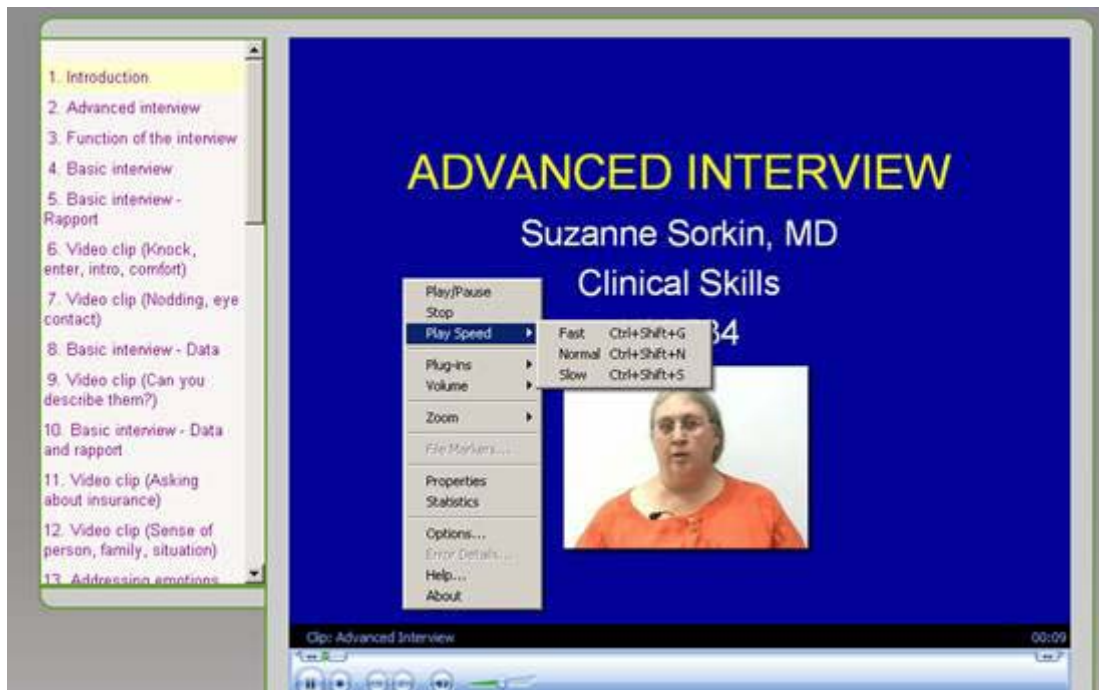 1. Introduction
2. Advanced interview
3. Function of the interview
4. Basic interview
5. Basic interview -
Rapport
6. Video clip (Knock,
enter, intro, comfort)
7. Video clip (Nodding, eye
contact)
8. Basic interview - Data
9. Video clip (Can you
describe them?)
10. Basic interview - Data
and rapport
11. Video clip (Asking
about insurance)
12. Video clip (Sense of
person, family, situation)
13. Addressing emotions
ADVANCED INTERVIEW
Suzanne Sorkin, MD
Clinical Skills
34
Play/Pause
Stop
Play Speed
Fast Ctrl+Shift+G
Normal Ctrl+Shift+N
Slow Ctrl+Shift+S
Plug-ins
Volume
Zoom
File Markers...
Properties
Statistics
Options...
Error Details...
Help...
About
Clip: Advanced Interview 00:09